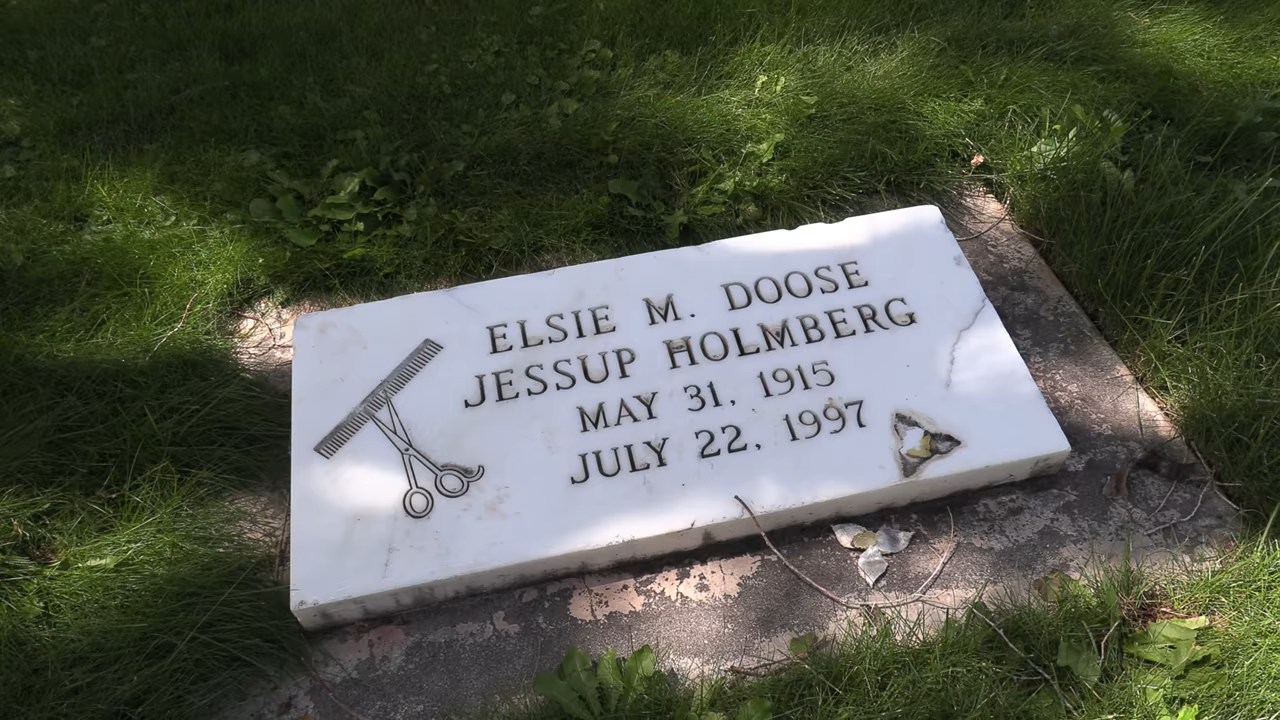 ELSIE M. DOOSE
JESSUP HOLMBERG
MAY 31, 1915
JULY 22, 1997